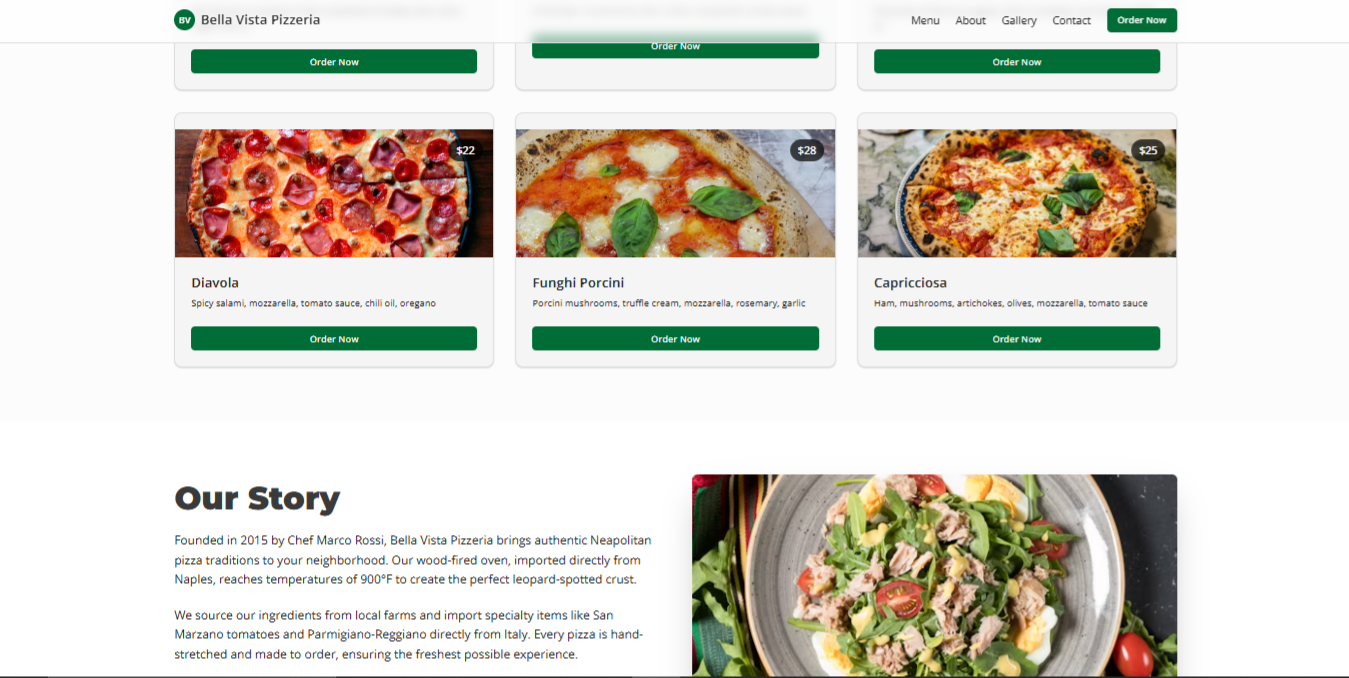 BV Bella Vista Pizzeria
Menu About Gallery Contact Order Now
Order Now Order Now Order Now
$22
Diavola
Spicy salami, mozzarella, tomato sauce, chili oil, oregano
Order Now
$28
Funghi Porcini
Porcini mushrooms, truffle cream, mozzarella, rosemary, garlic
Order Now
$25
Capricciosa
Ham, mushrooms, artichokes, olives, mozzarella, tomato sauce
Order Now
Our Story
Founded in 2015 by Chef Marco Rossi, Bella Vista Pizzeria brings authentic Neapolitan
pizza traditions to your neighborhood. Our wood-fired oven, imported directly from
Naples, reaches temperatures of 900°F to create the perfect leopard-spotted crust.
We source our ingredients from local farms and import specialty items like San
Marzano tomatoes and Parmigiano-Reggiano directly from Italy. Every pizza is hand-
stretched and made to order, ensuring the freshest possible experience.